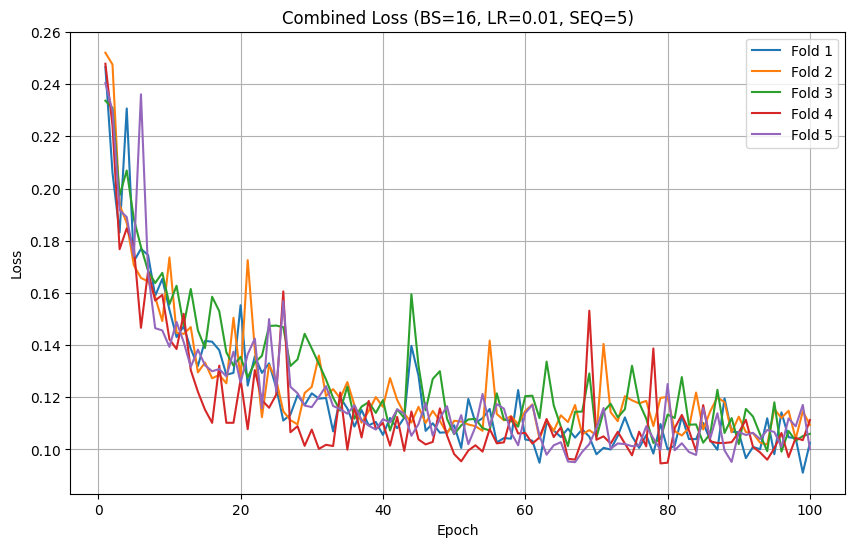 Combined Loss (BS=16, LR=0.01, SEQ=5)
0.26
0.24
0.22
0.20
0.18
0.16
0.14
0.12
0.10
Loss
0
20
40
60
80
100
Epoch
Fold 1
Fold 2
Fold 3
Fold 4
Fold 5